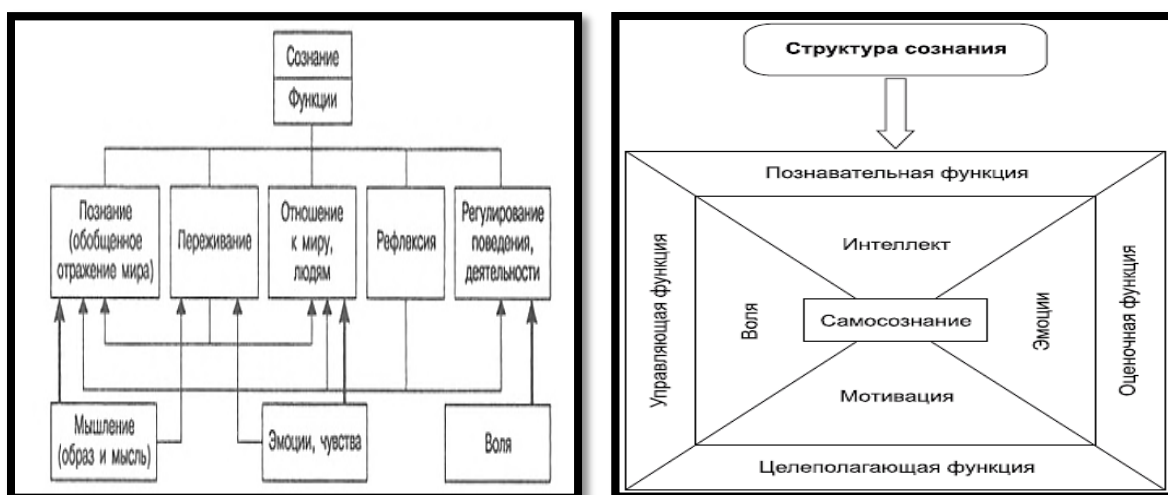 Сознание
Функции
Познание
(обобщенное
отражение мира)
Переживание
Отношение
к миру,
людям
Рефлексия
Регулирование
поведения,
деятельности
Мышление
(образ и мысль)
Эмоции, чувства
Воля
Структура сознания
Познавательная функция
Интеллект
Управляющая функция
Воля
Самосознание
Эмоции
Оценочная функция
Мотивация
Целеполагающая функция